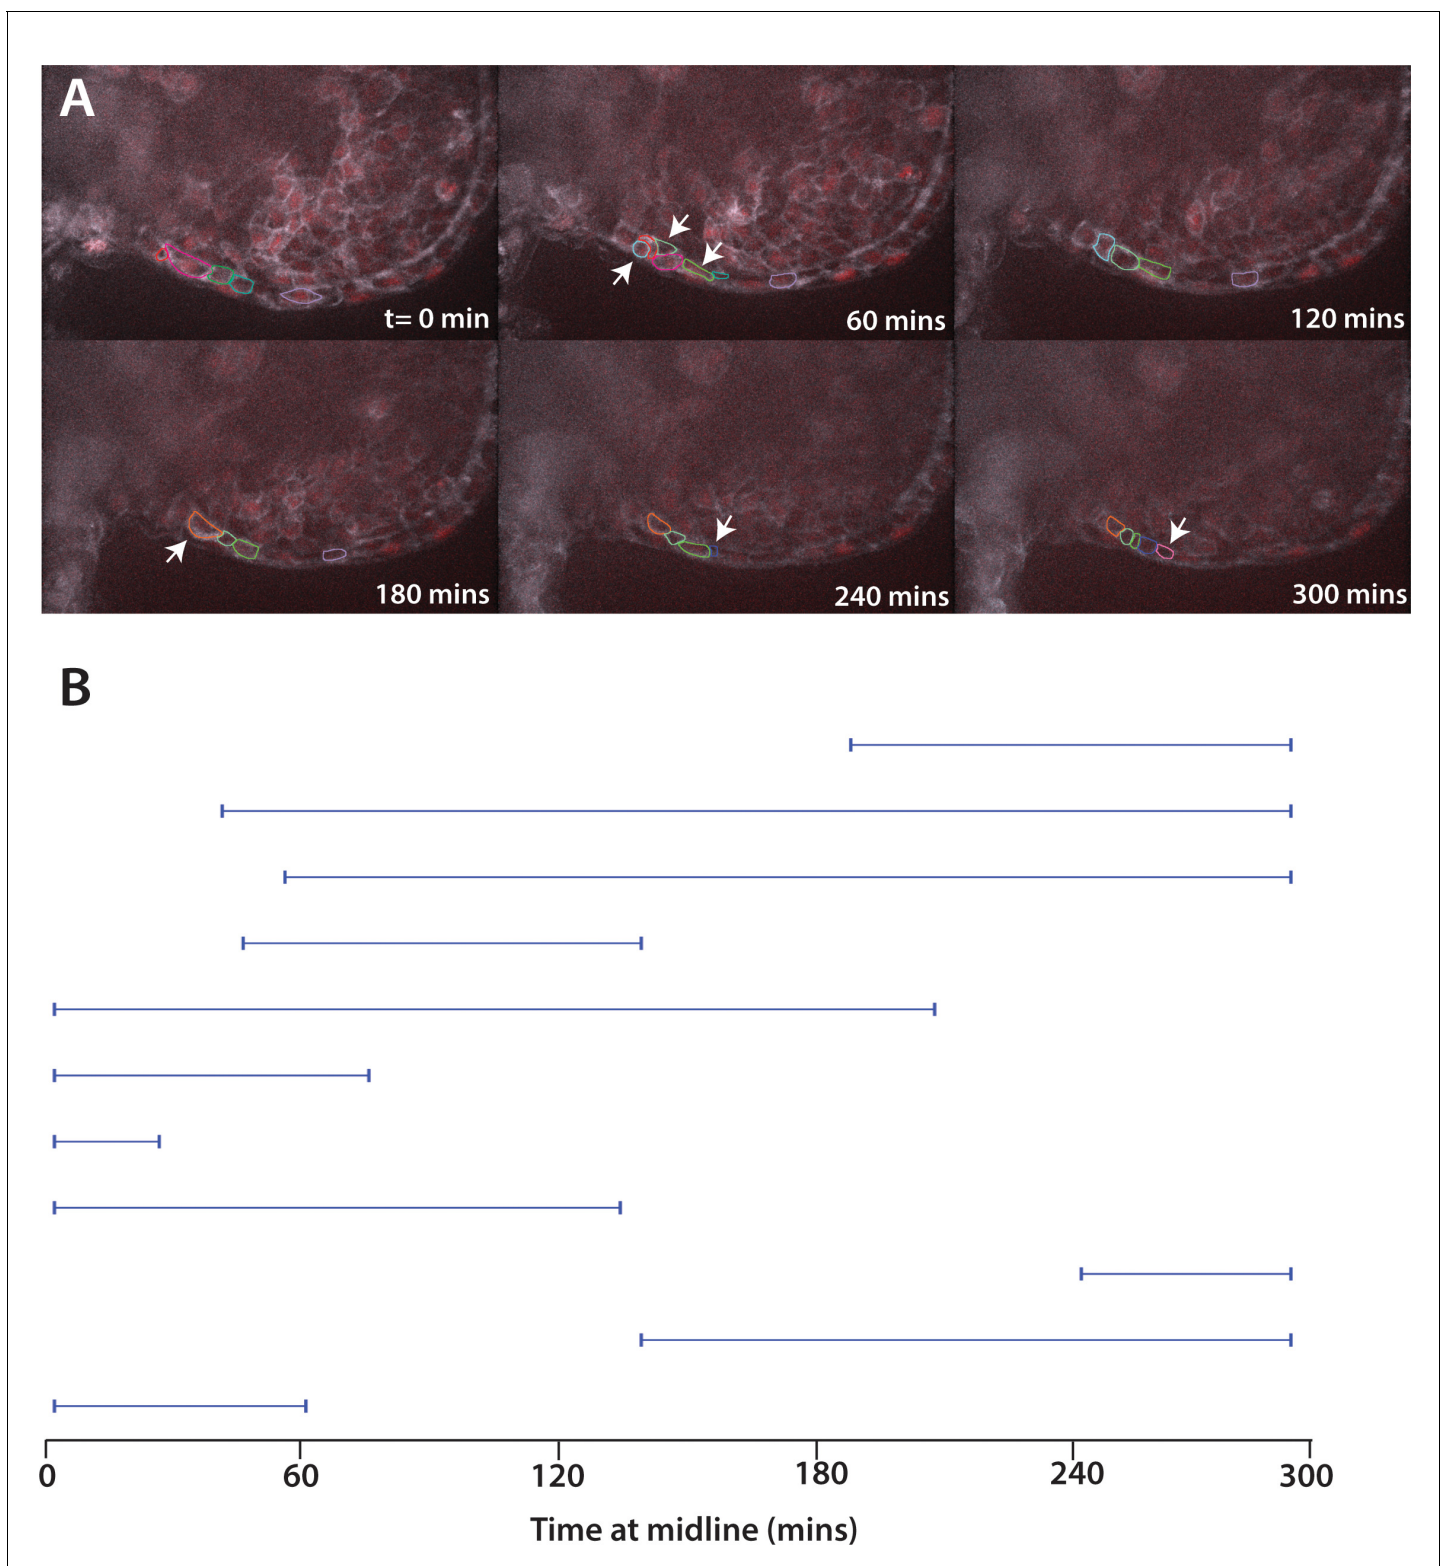 A
t= 0 min
60 mins
120 mins
180 mins
240 mins
300 mins
B
0 60 120 180 240 300
Time at midline (mins)